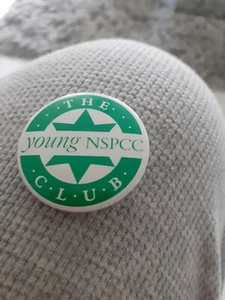 · THE ·
young NSPCC
· CLUB ·